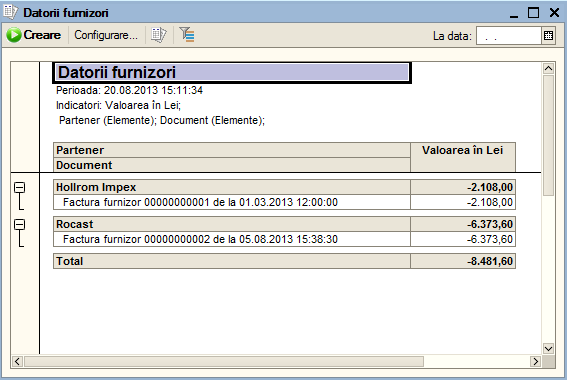 Datorii furnizori
Creare Configurare... La data: . .
Datorii furnizori
Perioada: 20.08.2013 15:11:34
Indicatori: Valoarea în Lei;
Partener (Elemente); Document (Elemente);
Partener Valoarea în Lei
Document
Hollrom Impex -2.108,00
Factura furnizor 00000000001 de la 01.03.2013 12:00:00 -2.108,00
Rocast -6.373,60
Factura furnizor 00000000002 de la 05.08.2013 15:38:30 -6.373,60
Total -8.481,60